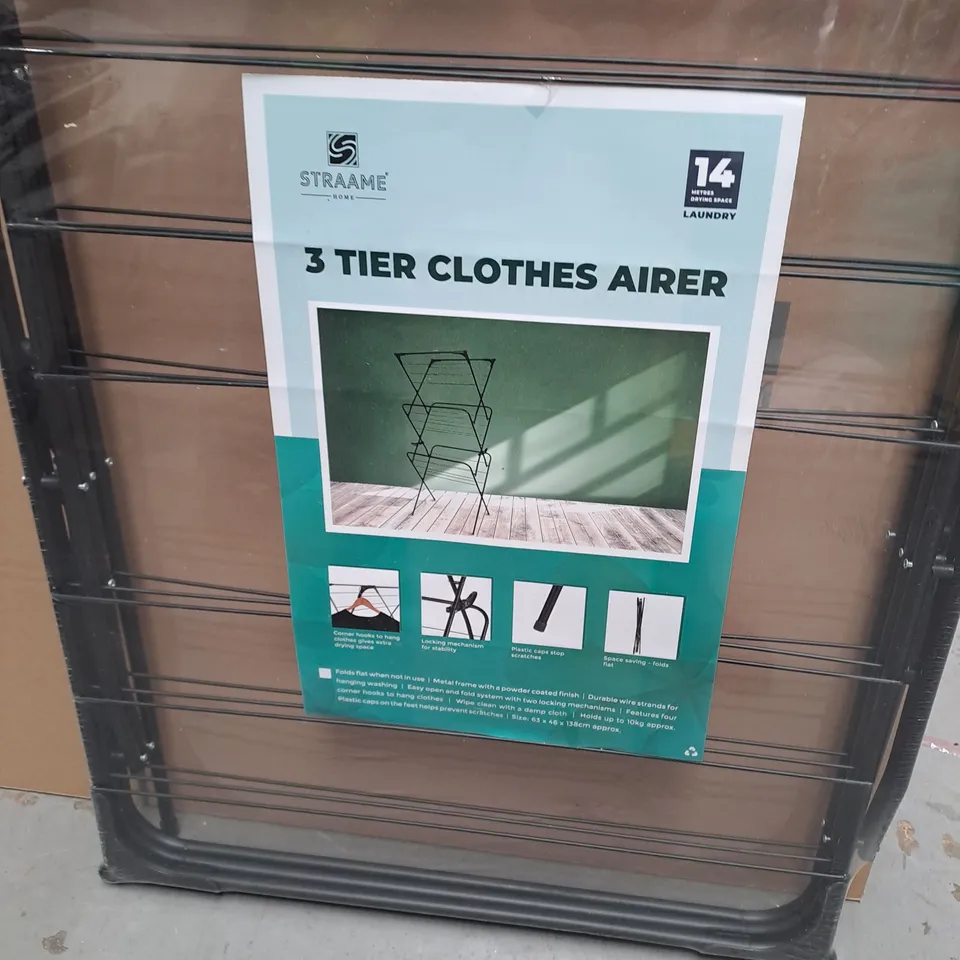 STRAAME
HOME
14
METRES
DRYING SPACE
LAUNDRY
3 TIER CLOTHES AIRER
Corner hooks to hang
clothes gives extra
drying space
Locking mechanism
for stability
Plastic caps stop
scratches
Space saving - folds
flat
Folds flat when not in use | Metal frame with a powder coated finish | Durable wire strands for
hanging washing | Easy open and fold system with two locking mechanisms | Features four
corner hooks to hang clothes | Wipe clean with a damp cloth | Holds up to 10kg approx.
Plastic caps on the feet helps prevent scratches | Size: 63 x 46 x 138cm approx.